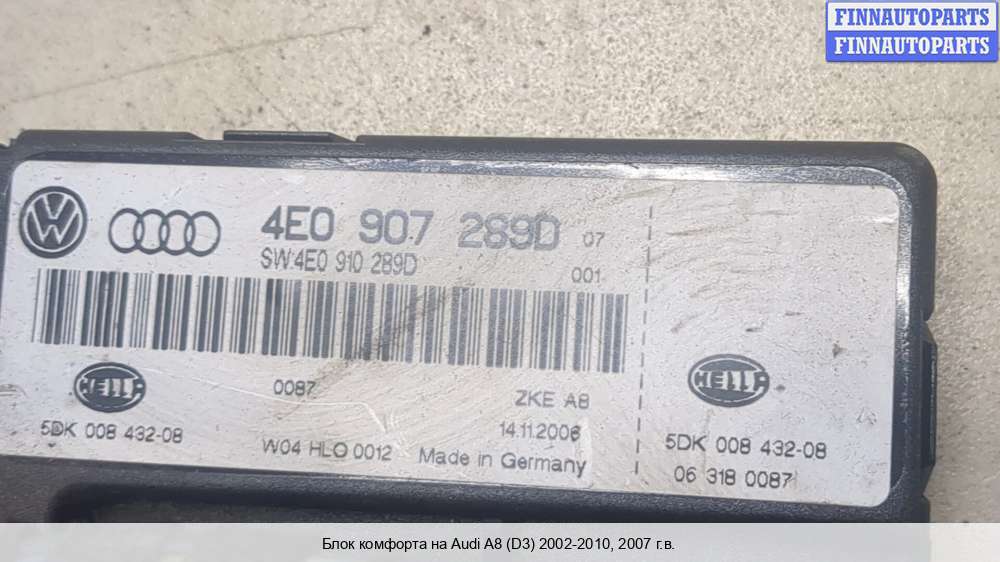 FINNAUTOPARTS
FINNAUTOPARTS
4E0 907 289D 07
SW:4E0 910 289D 001
HELLA
0087
ZKE A8
HELLA
5DK 008 432-08
14.11.2006
5DK 008 432-08
W04 HLO 0012
Made in Germany
06 318 0087
Блок комфорта на Audi A8 (D3) 2002-2010, 2007 г.в.